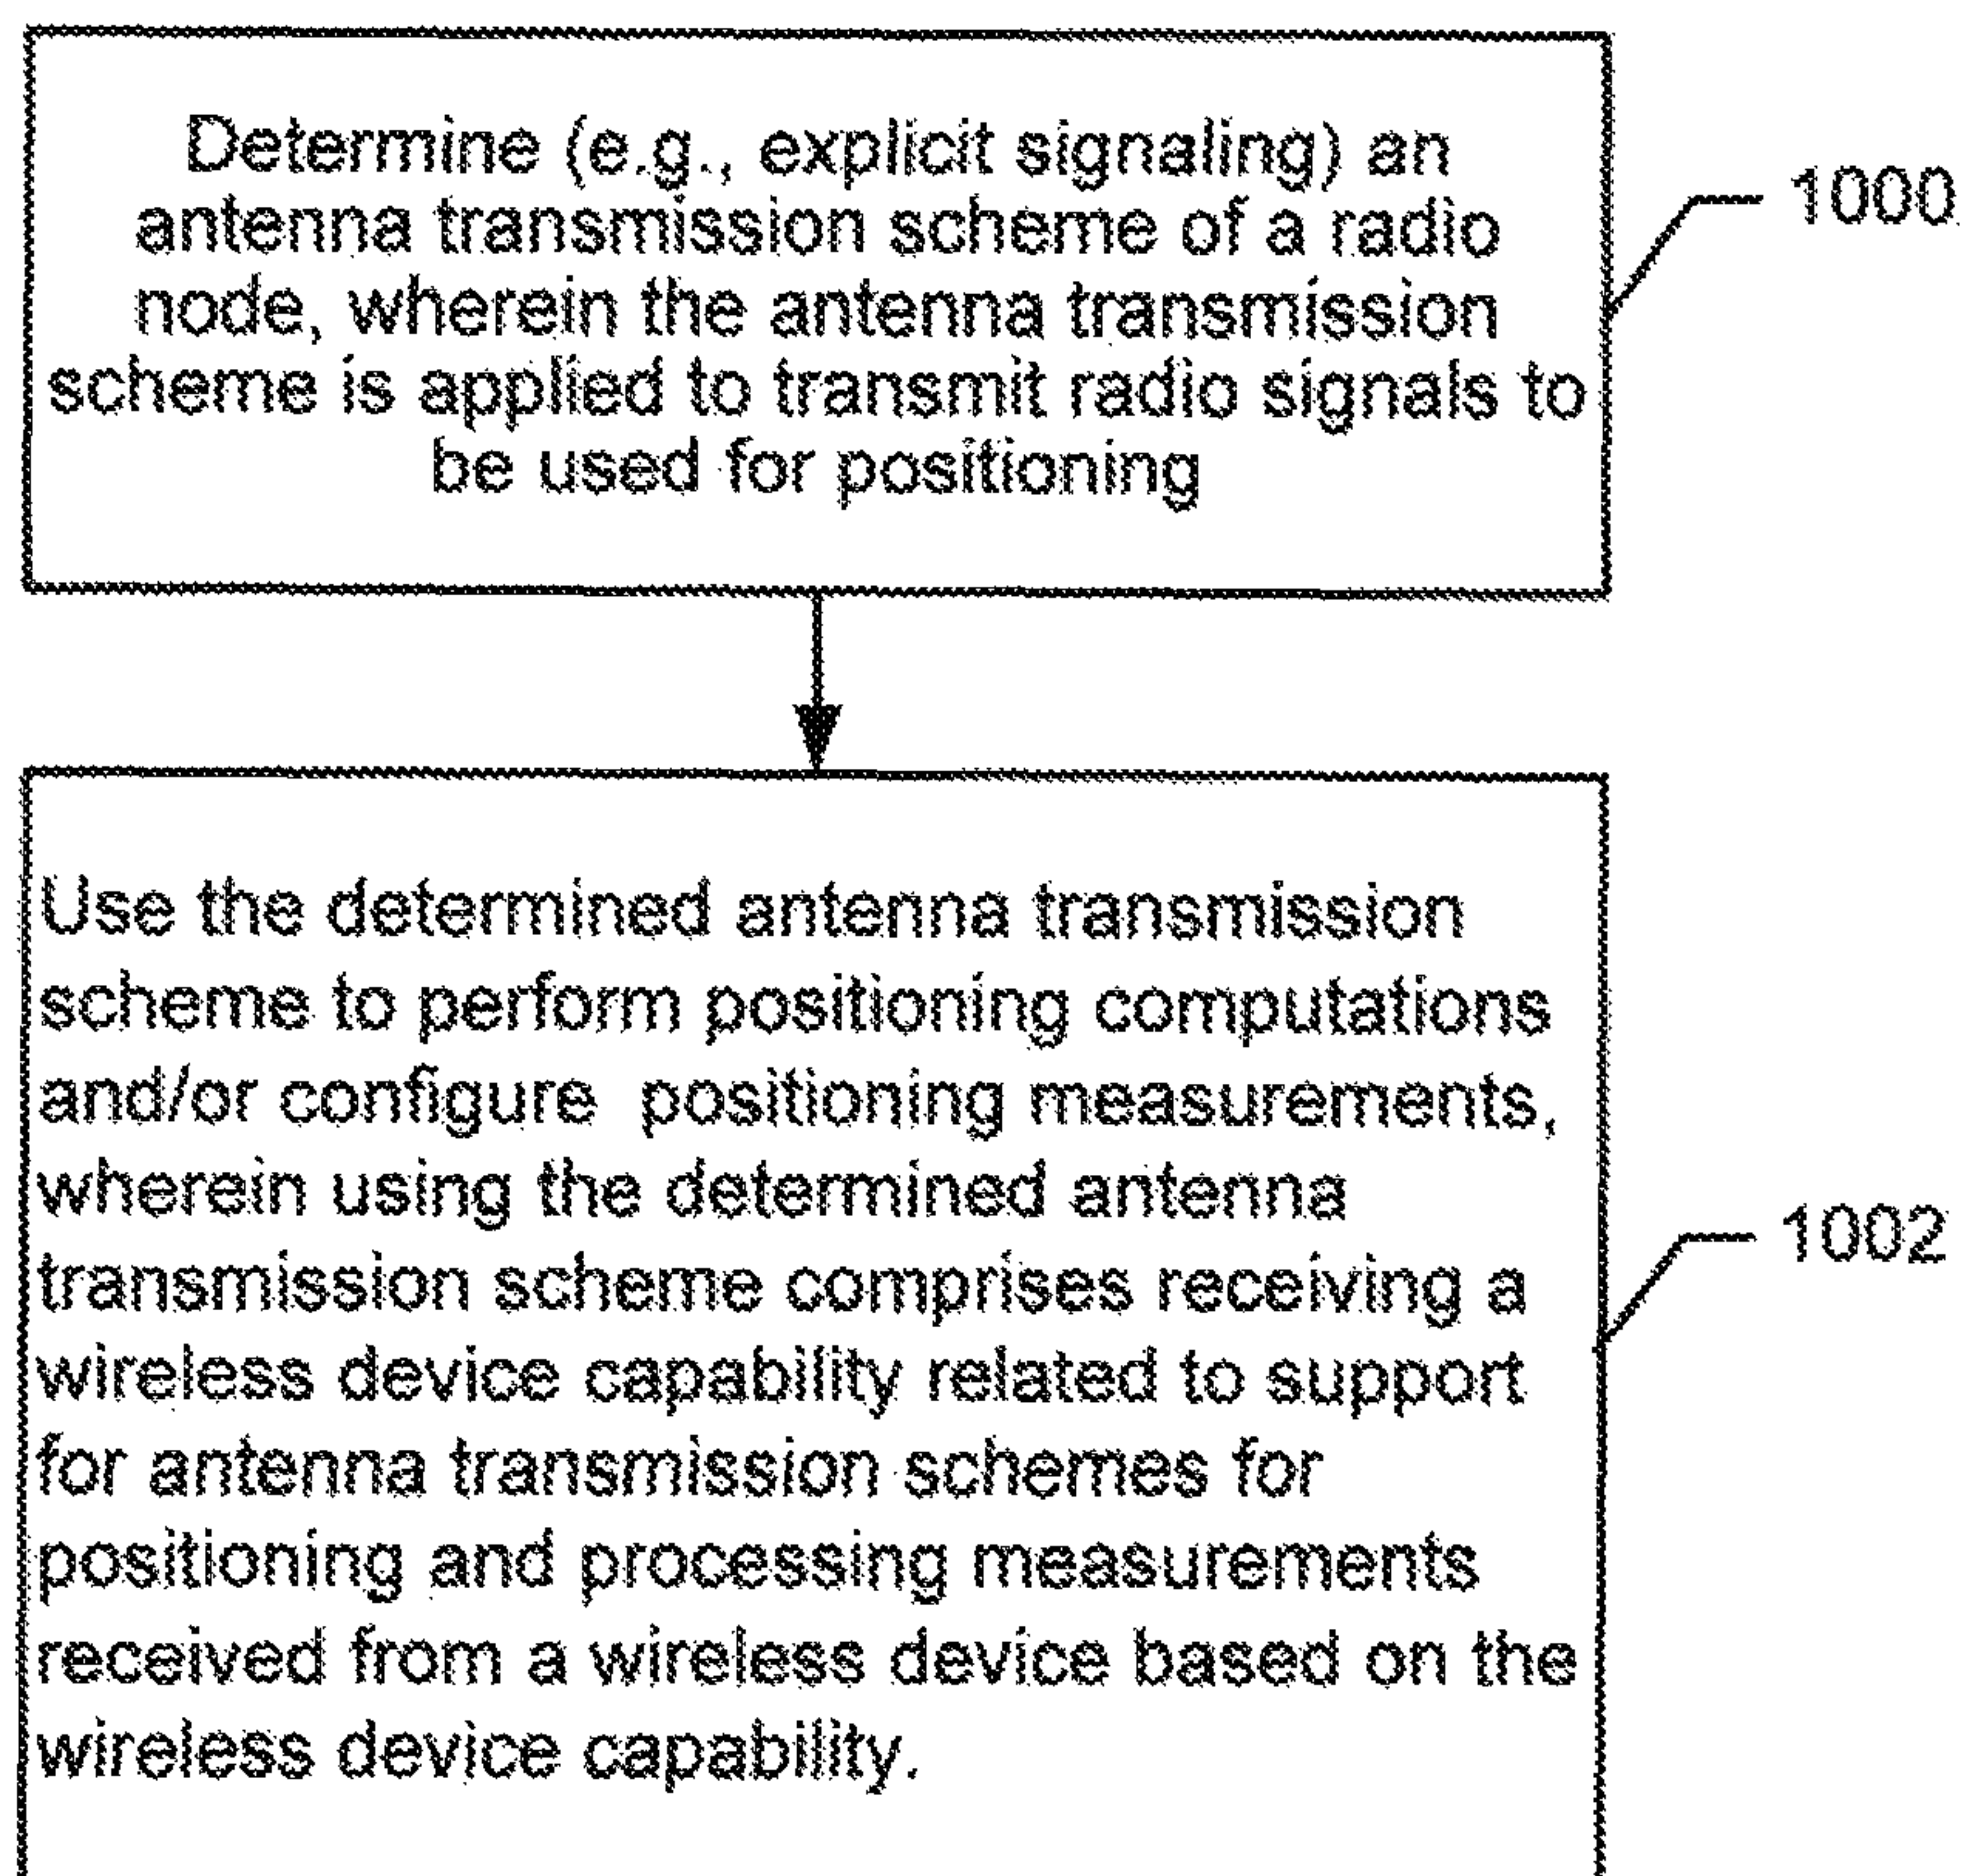 Determine (e.g., explicit signaling) an
antenna transmission scheme of a radio
node, wherein the antenna transmission
scheme is applied to transmit radio signals to
be used for positioning
1000
Use the determined antenna transmission
scheme to perform positioning computations
and/or configure positioning measurements,
wherein using the determined antenna
transmission scheme comprises receiving a
wireless device capability related to support
for antenna transmission schemes for
positioning and processing measurements
received from a wireless device based on the
wireless device capability.
1002